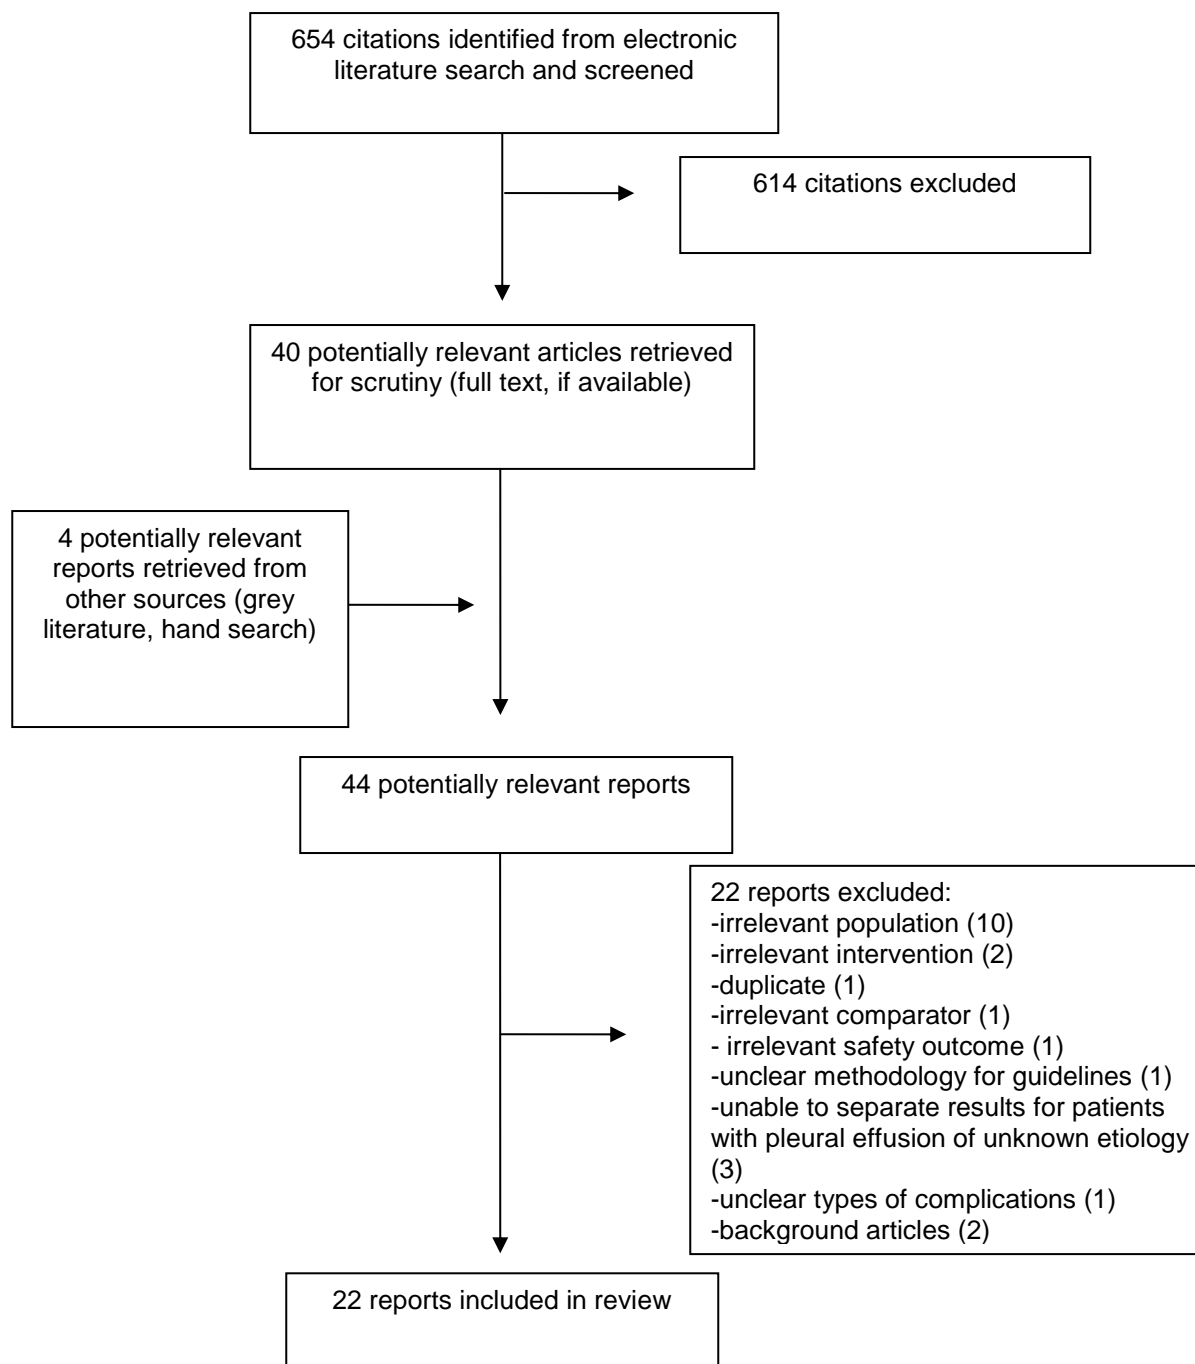 654 citations identified from electronic
literature search and screened
614 citations excluded
40 potentially relevant articles retrieved
for scrutiny (full text, if available)
4 potentially relevant
reports retrieved from
other sources (grey
literature, hand search)
44 potentially relevant reports
22 reports excluded:
-irrelevant population (10)
-irrelevant intervention (2)
-duplicate (1)
-irrelevant comparator (1)
- irrelevant safety outcome (1)
-unclear methodology for guidelines (1)
-unable to separate results for patients
with pleural effusion of unknown etiology
(3)
-unclear types of complications (1)
-background articles (2)
22 reports included in review